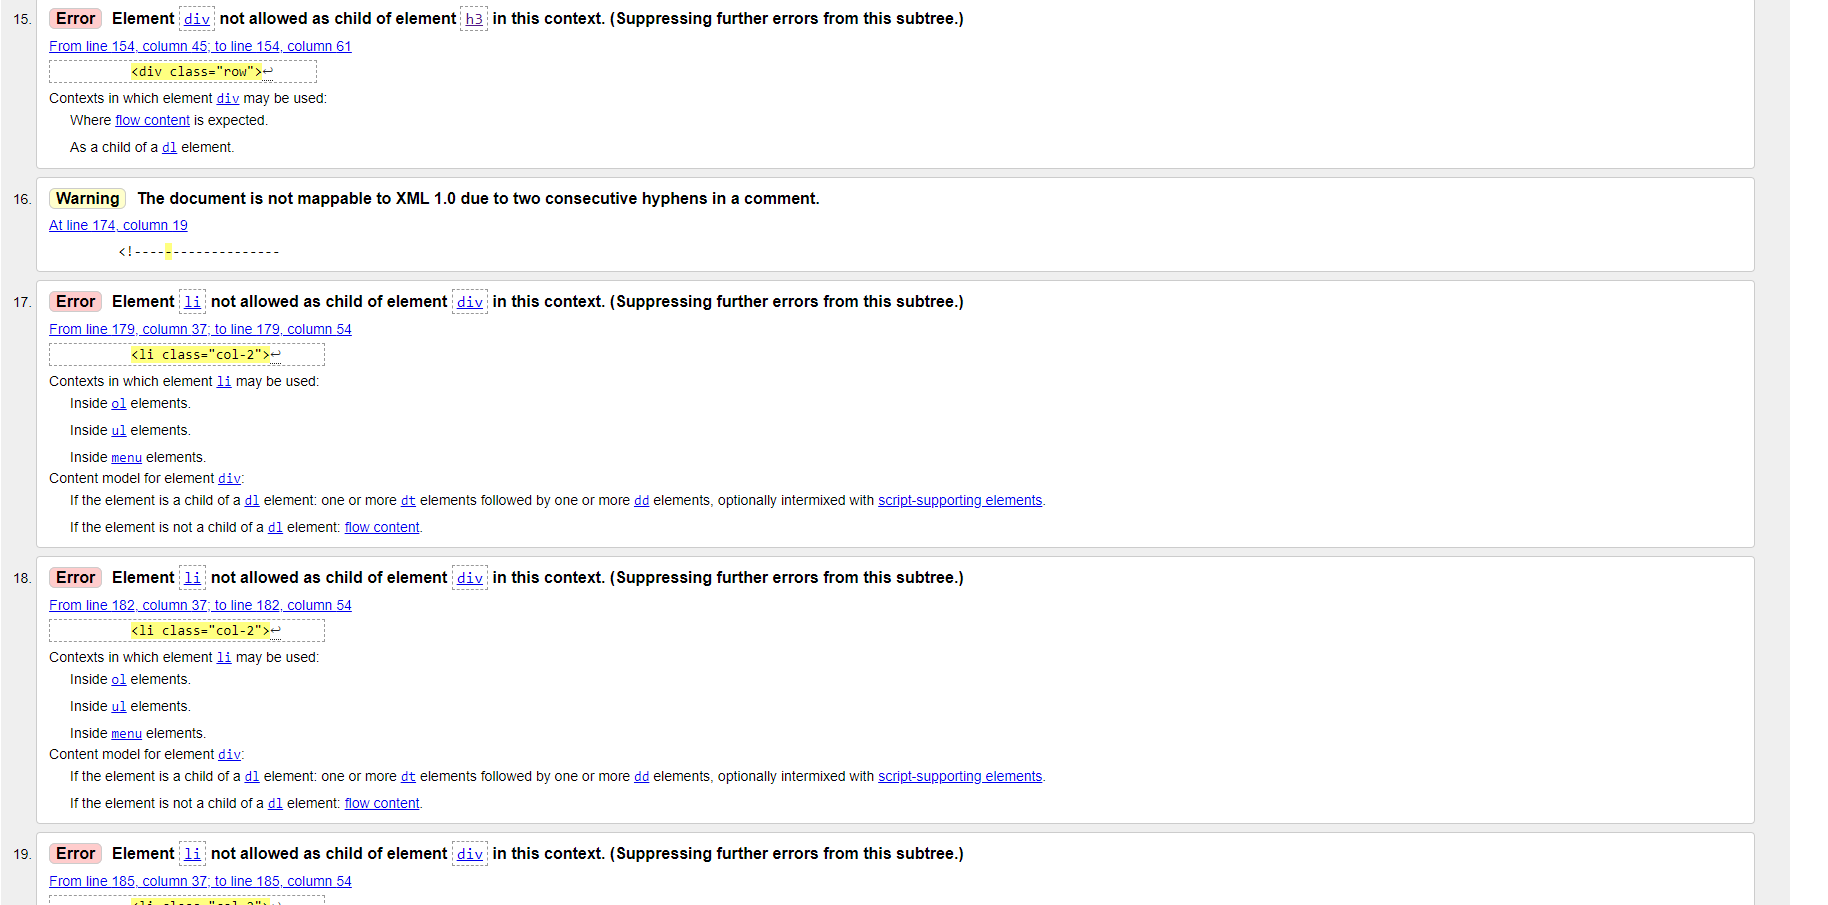 15. Error Element div not allowed as child of element h3 in this context. (Suppressing further errors from this subtree.)
From line 154, column 45; to line 154, column 61
<div class="row">↩
Contexts in which element div may be used:
Where flow content is expected.
As a child of a dl element.
16. Warning The document is not mappable to XML 1.0 due to two consecutive hyphens in a comment.
At line 174, column 19
<!------------------
17. Error Element li not allowed as child of element div in this context. (Suppressing further errors from this subtree.)
From line 179, column 37; to line 179, column 54
<li class="col-2">↩
Contexts in which element li may be used:
Inside ol elements.
Inside ul elements.
Inside menu elements.
Content model for element div:
If the element is a child of a dl element: one or more dt elements followed by one or more dd elements, optionally intermixed with script-supporting elements.
If the element is not a child of a dl element: flow content.
18. Error Element li not allowed as child of element div in this context. (Suppressing further errors from this subtree.)
From line 182, column 37; to line 182, column 54
<li class="col-2">↩
Contexts in which element li may be used:
Inside ol elements.
Inside ul elements.
Inside menu elements.
Content model for element div:
If the element is a child of a dl element: one or more dt elements followed by one or more dd elements, optionally intermixed with script-supporting elements.
If the element is not a child of a dl element: flow content.
19. Error Element li not allowed as child of element div in this context. (Suppressing further errors from this subtree.)
From line 185, column 37; to line 185, column 54
<li class="col-2">